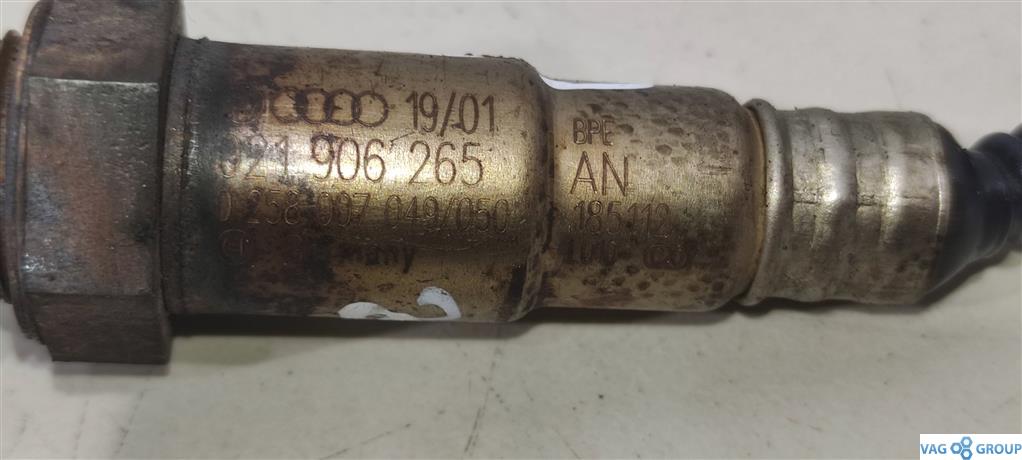 19/01
021 906 265
0 258 007 049/050
BPE
AN
185112
VAG GROUP